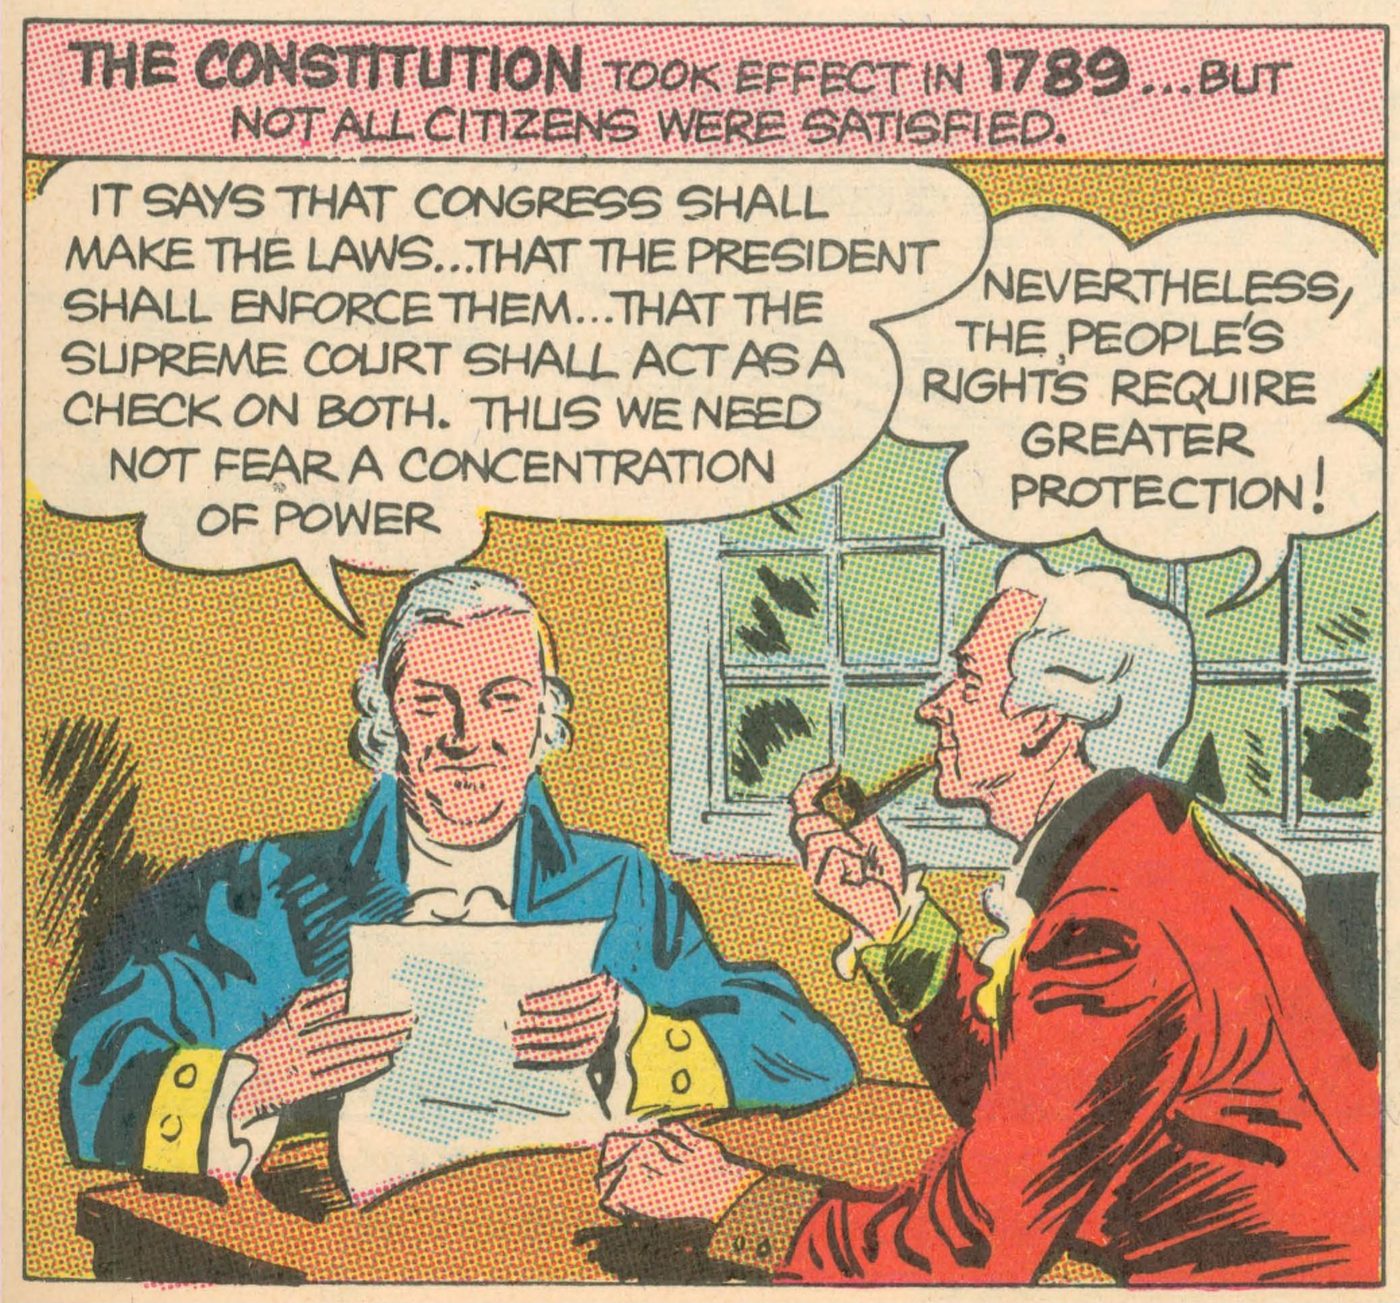 THE CONSTITUTION TOOK EFFECT IN 1789...BUT
NOT ALL CITIZENS WERE SATISFIED.
IT SAYS THAT CONGRESS SHALL
MAKE THE LAWS...THAT THE PRESIDENT
SHALL ENFORCE THEM...THAT THE
SUPREME COURT SHALL ACT AS A
CHECK ON BOTH. THUS WE NEED
NOT FEAR A CONCENTRATION
OF POWER
NEVERTHELESS,
THE PEOPLE'S
RIGHTS REQUIRE
GREATER
PROTECTION!